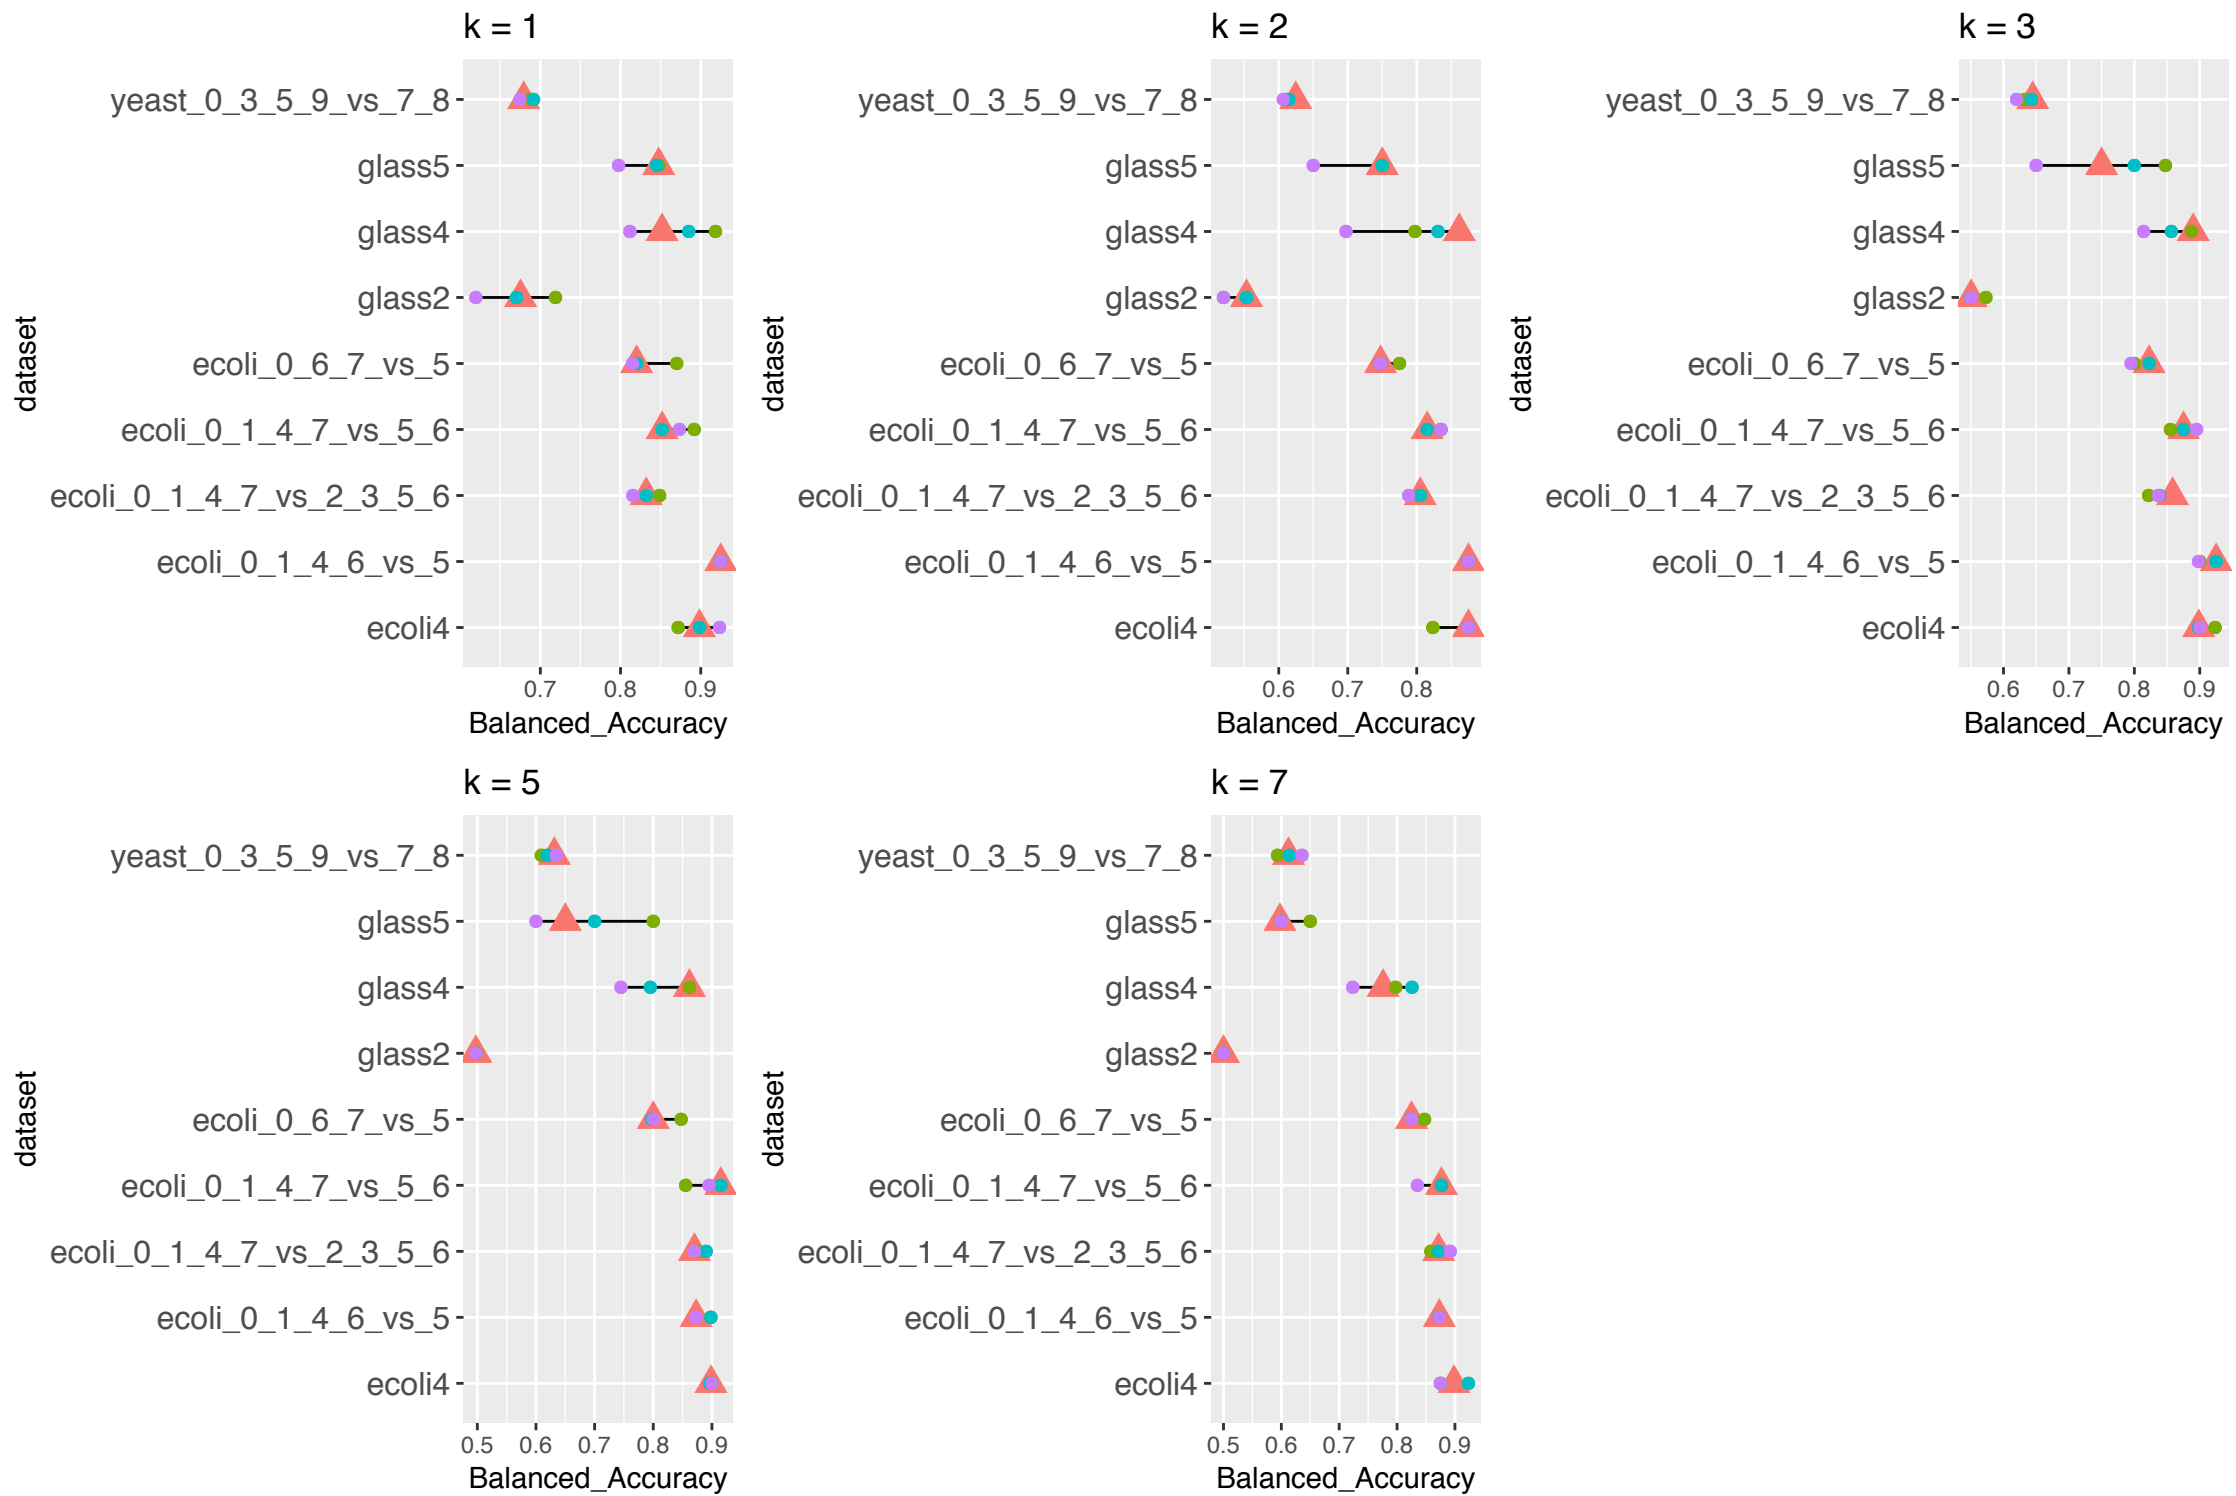 k = 1
yeast_0_3_5_9_vs_7_8
glass5
glass4
glass2
ecoli_0_6_7_vs_5
ecoli_0_1_4_7_vs_5_6
ecoli_0_1_4_7_vs_2_3_5_6
ecoli_0_1_4_6_vs_5
ecoli4
dataset
0.7 0.8 0.9
Balanced_Accuracy
k = 2
yeast_0_3_5_9_vs_7_8
glass5
glass4
glass2
ecoli_0_6_7_vs_5
ecoli_0_1_4_7_vs_5_6
ecoli_0_1_4_7_vs_2_3_5_6
ecoli_0_1_4_6_vs_5
ecoli4
dataset
0.6 0.7 0.8
Balanced_Accuracy
k = 3
yeast_0_3_5_9_vs_7_8
glass5
glass4
glass2
ecoli_0_6_7_vs_5
ecoli_0_1_4_7_vs_5_6
ecoli_0_1_4_7_vs_2_3_5_6
ecoli_0_1_4_6_vs_5
ecoli4
dataset
0.6 0.7 0.8 0.9
Balanced_Accuracy
k = 5
yeast_0_3_5_9_vs_7_8
glass5
glass4
glass2
ecoli_0_6_7_vs_5
ecoli_0_1_4_7_vs_5_6
ecoli_0_1_4_7_vs_2_3_5_6
ecoli_0_1_4_6_vs_5
ecoli4
dataset
0.5 0.6 0.7 0.8 0.9
Balanced_Accuracy
k = 7
yeast_0_3_5_9_vs_7_8
glass5
glass4
glass2
ecoli_0_6_7_vs_5
ecoli_0_1_4_7_vs_5_6
ecoli_0_1_4_7_vs_2_3_5_6
ecoli_0_1_4_6_vs_5
ecoli4
dataset
0.5 0.6 0.7 0.8 0.9
Balanced_Accuracy